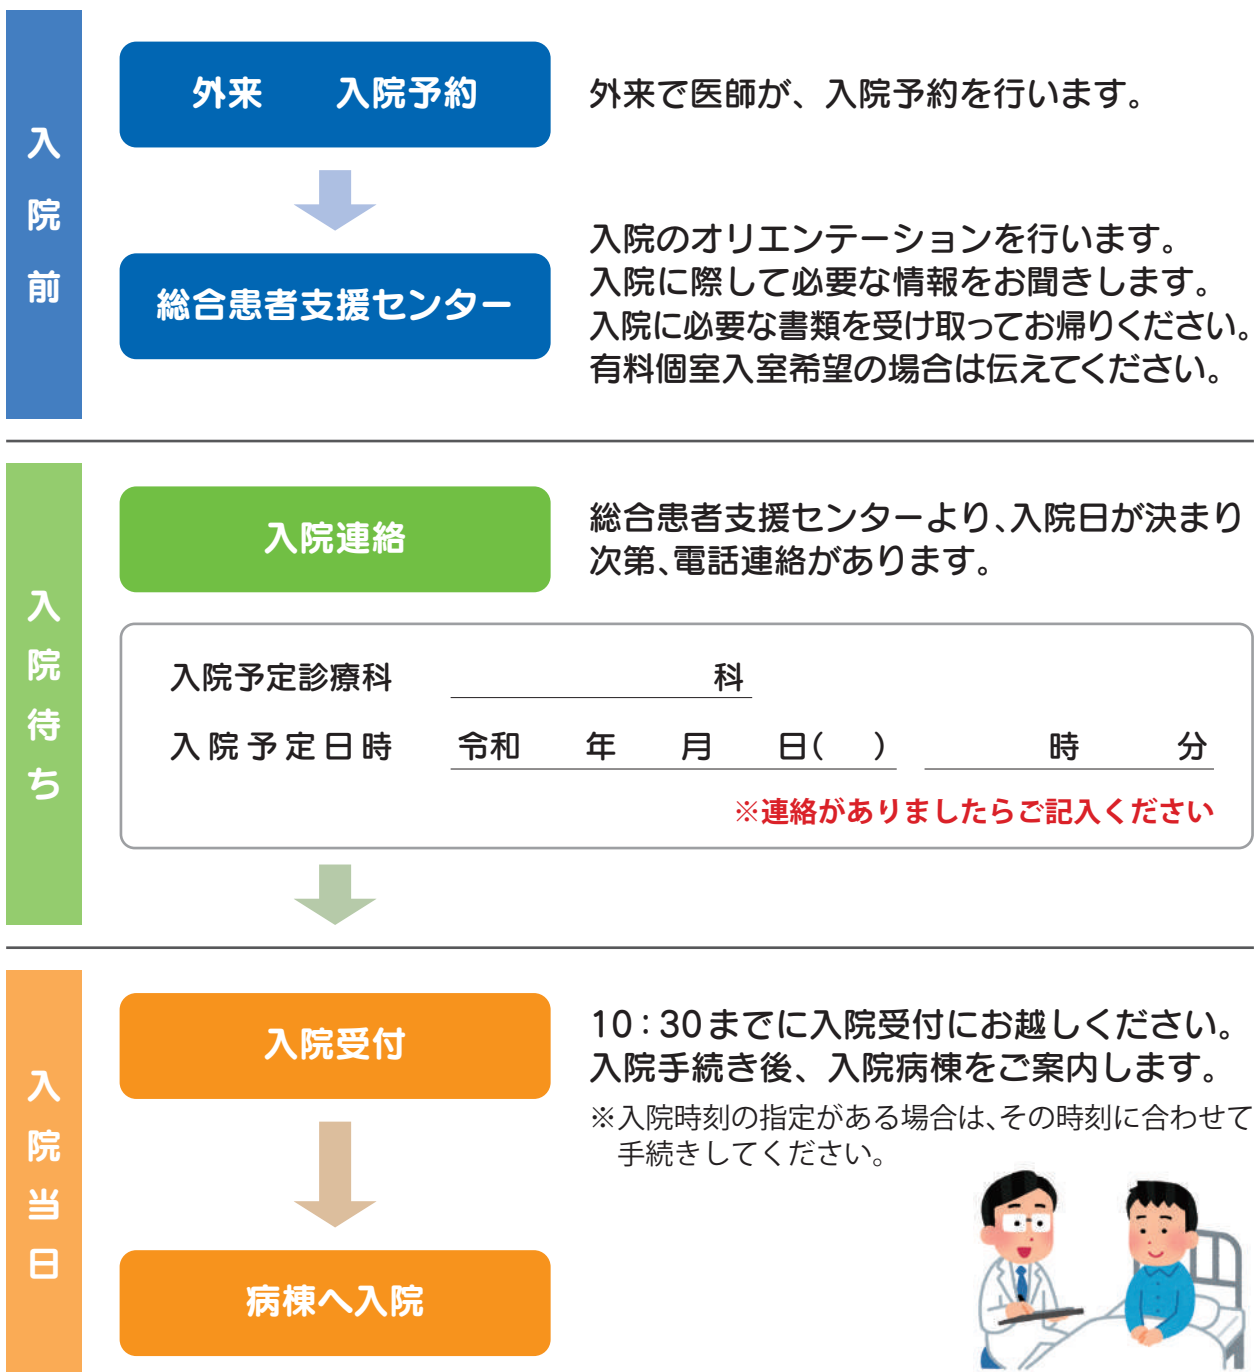 入院前
外来　入院予約
外来で医師が、入院予約を行います。
総合患者支援センター
入院のオリエンテーションを行います。
入院に際して必要な情報をお聞きします。
入院に必要な書類を受け取ってお帰りください。
有料個室入室希望の場合は伝えてください。
入院待ち
入院連絡
総合患者支援センターより、入院日が決まり
次第、電話連絡があります。
入院予定診療科　科
入院予定日時　令和　年　月　日(　)　時　分
※連絡がありましたらご記入ください
入院当日
入院受付
10：30までに入院受付にお越しください。
入院手続き後、入院病棟をご案内します。
※入院時刻の指定がある場合は、その時刻に合わせて
手続きしてください。
病棟へ入院